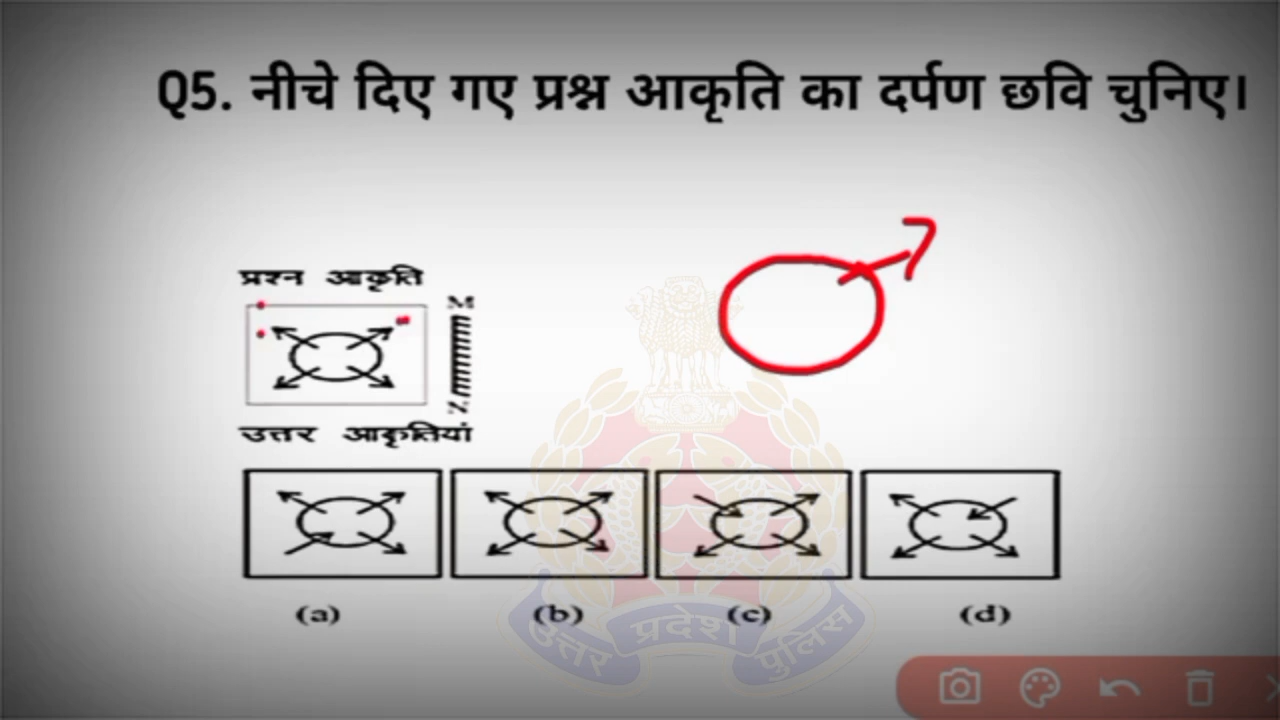 Q5. नीचे दिए गए प्रश्न आकृति का दर्पण छवि चुनिए।
प्रश्न आकृति
M
उत्तर आकृतियां
(a) (b) (c) (d)
उत्तर प्रदेश पुलिस